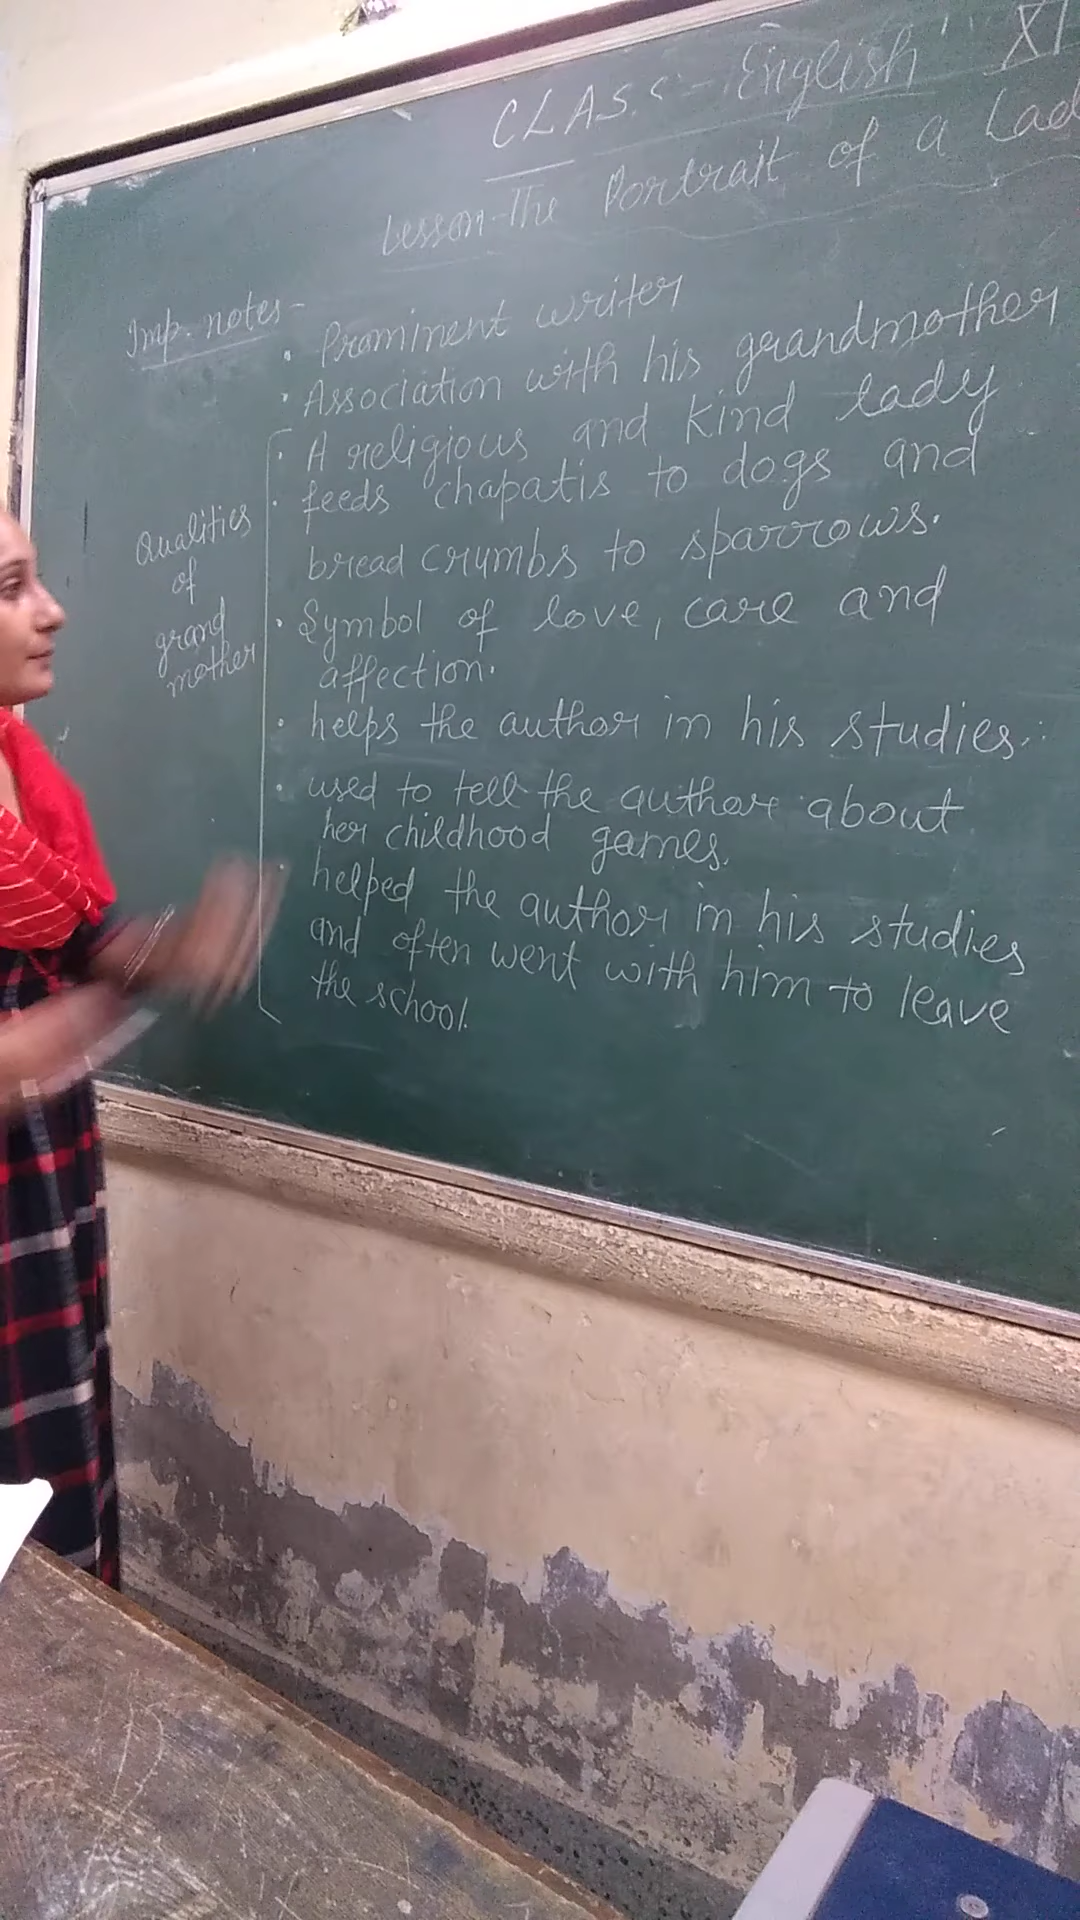 CLASS - English XI
Lesson - The Portrait of a Lad
Imp. notes -
• Prominent writer
• Association with his grandmother
Qualities
of
grand
mother
• A religious and kind lady
• feeds chapatis to dogs and
bread crumbs to sparrows.
• Symbol of love, care and
affection.
• helps the author in his studies.
• used to tell the author about
her childhood games.
• helped the author in his studies
and often went with him to leave
the school.